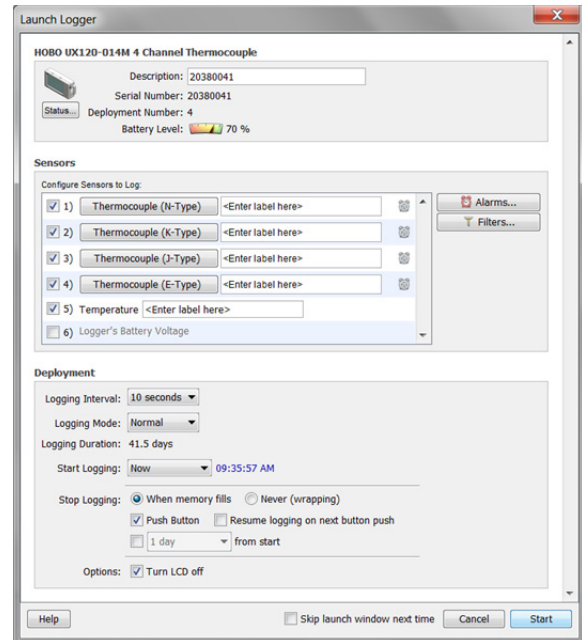 Launch Logger
HOBO UX120-014M 4 Channel Thermocouple
Description: 20380041
Serial Number: 20380041
Status... Deployment Number: 4
Battery Level: 70 %
Sensors
Configure Sensors to Log:
1) Thermocouple (N-Type) <Enter label here> Alarms...
2) Thermocouple (K-Type) <Enter label here> Filters...
3) Thermocouple (J-Type) <Enter label here>
4) Thermocouple (E-Type) <Enter label here>
5) Temperature <Enter label here>
6) Logger's Battery Voltage
Deployment
Logging Interval: 10 seconds
Logging Mode: Normal
Logging Duration: 41.5 days
Start Logging: Now 09:35:57 AM
Stop Logging: When memory fills Never (wrapping)
Push Button Resume logging on next button push
1 day from start
Options: Turn LCD off
Help Skip launch window next time Cancel Start